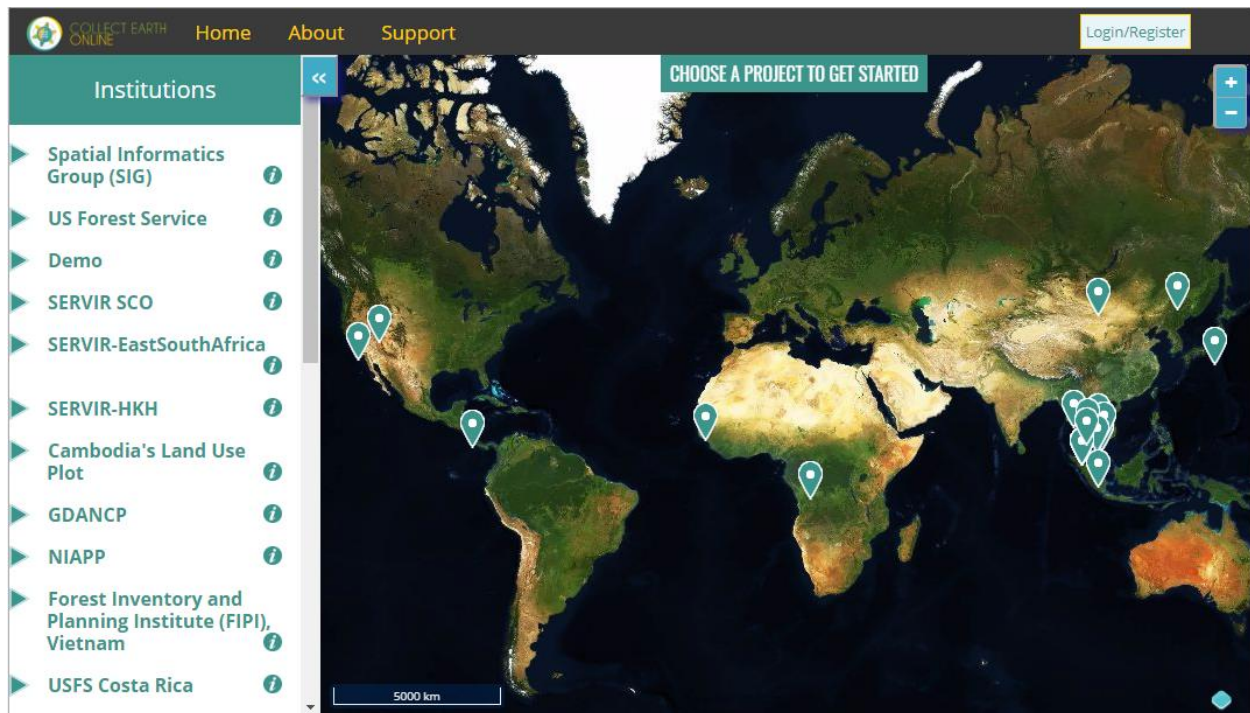 COLLECT EARTH
ONLINE
Home
About
Support
Login/Register
Institutions
«
CHOOSE A PROJECT TO GET STARTED
+
−
Spatial Informatics
Group (SIG)
US Forest Service
Demo
SERVIR SCO
SERVIR-EastSouthAfrica
SERVIR-HKH
Cambodia's Land Use
Plot
GDANCP
NIAPP
Forest Inventory and
Planning Institute (FIPI),
Vietnam
USFS Costa Rica
5000 km